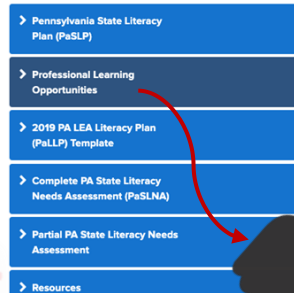 Pennsylvania State Literacy
Plan (PaSLP)
Professional Learning
Opportunities
2019 PA LEA Literacy Plan
(PaLLP) Template
Complete PA State Literacy
Needs Assessment (PaSLNA)
Partial PA State Literacy Needs
Assessment
Resources